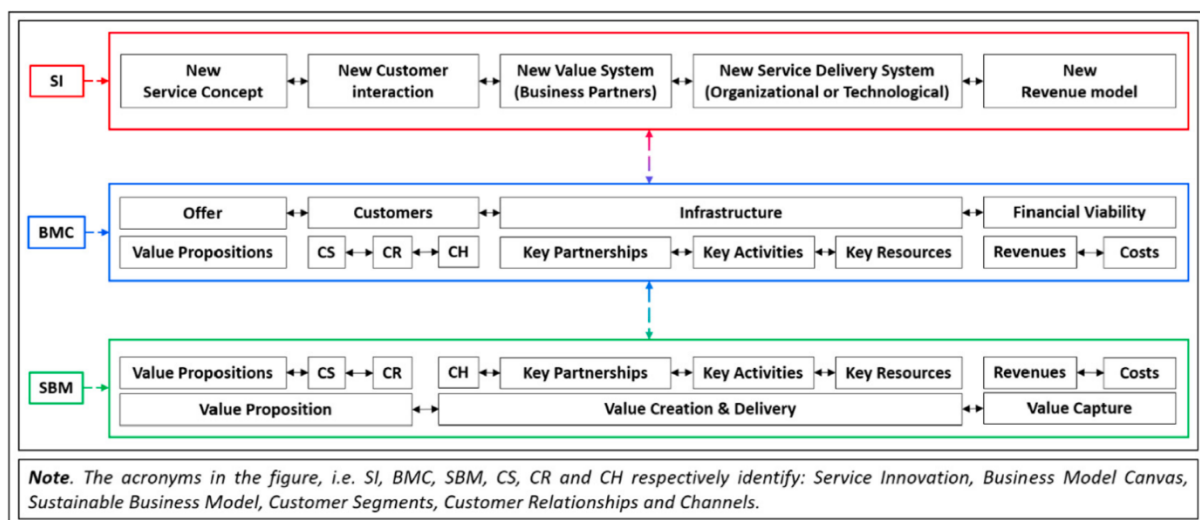 SI
New
Service Concept
New Customer
interaction
New Value System
(Business Partners)
New Service Delivery System
(Organizational or Technological)
New
Revenue model
BMC
Offer
Customers
Infrastructure
Financial Viability
Value Propositions
CS
CR
CH
Key Partnerships
Key Activities
Key Resources
Revenues
Costs
SBM
Value Propositions
CS
CR
CH
Key Partnerships
Key Activities
Key Resources
Revenues
Costs
Value Proposition
Value Creation & Delivery
Value Capture
Note. The acronyms in the figure, i.e. SI, BMC, SBM, CS, CR and CH respectively identify: Service Innovation, Business Model Canvas,
Sustainable Business Model, Customer Segments, Customer Relationships and Channels.